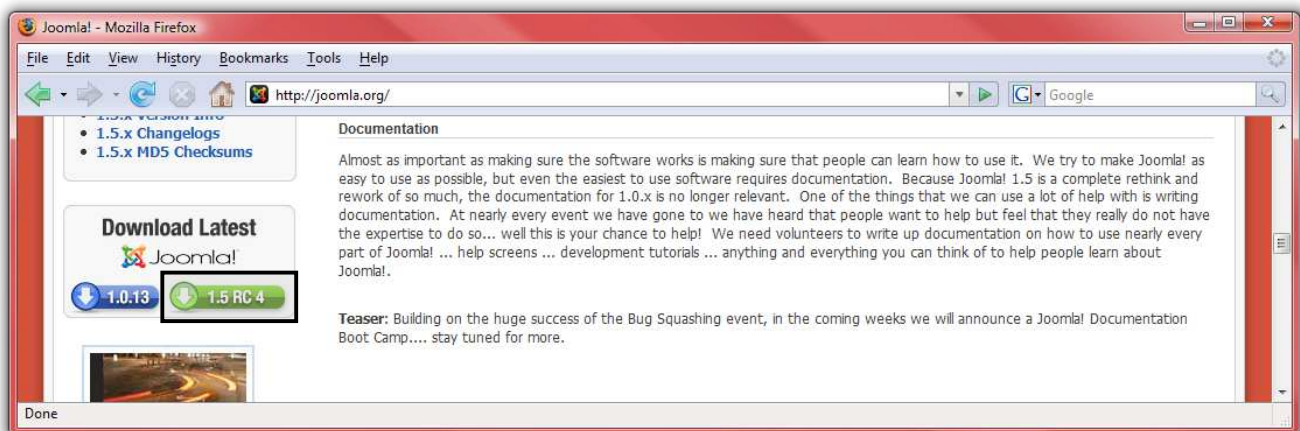 Joomla! - Mozilla Firefox
File Edit View History Bookmarks Tools Help
http://joomla.org/
G
Google
1.5.x Version Info
1.5.x Changelogs
1.5.x MD5 Checksums
Download Latest
Joomla!
1.0.13
1.5 RC 4
Documentation
Almost as important as making sure the software works is making sure that people can learn how to use it. We try to make Joomla! as
easy to use as possible, but even the easiest to use software requires documentation. Because Joomla! 1.5 is a complete rethink and
rework of so much, the documentation for 1.0.x is no longer relevant. One of the things that we can use a lot of help with is writing
documentation. At nearly every event we have gone to we have heard that people want to help but feel that they really do not have
the expertise to do so... well this is your chance to help! We need volunteers to write up documentation on how to use nearly every
part of Joomla! ... help screens ... development tutorials ... anything and everything you can think of to help people learn about
Joomla!.
Teaser: Building on the huge success of the Bug Squashing event, in the coming weeks we will announce a Joomla! Documentation
Boot Camp.... stay tuned for more.
Done